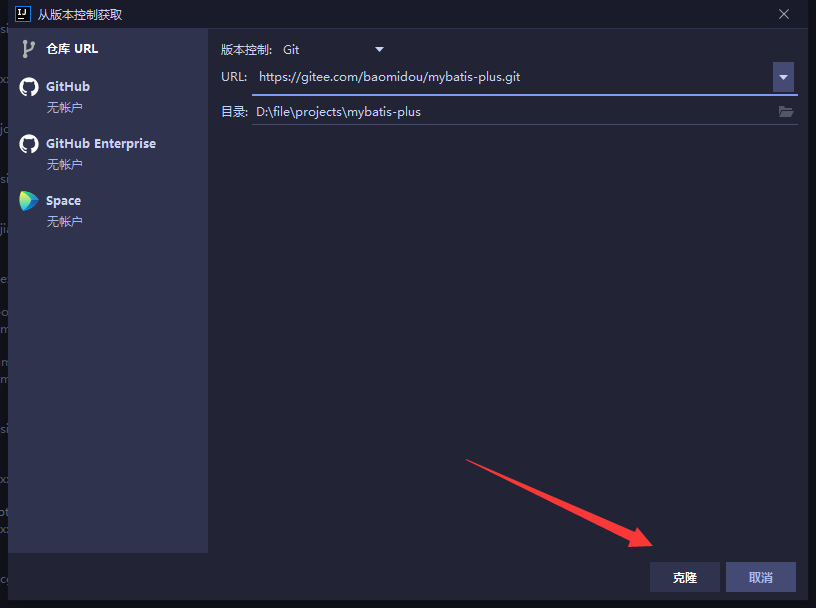 从版本控制获取
仓库 URL
GitHub
无帐户
GitHub Enterprise
无帐户
Space
无帐户
版本控制: Git
URL: https://gitee.com/baomidou/mybatis-plus.git
目录: D:\file\projects\mybatis-plus
克隆 取消